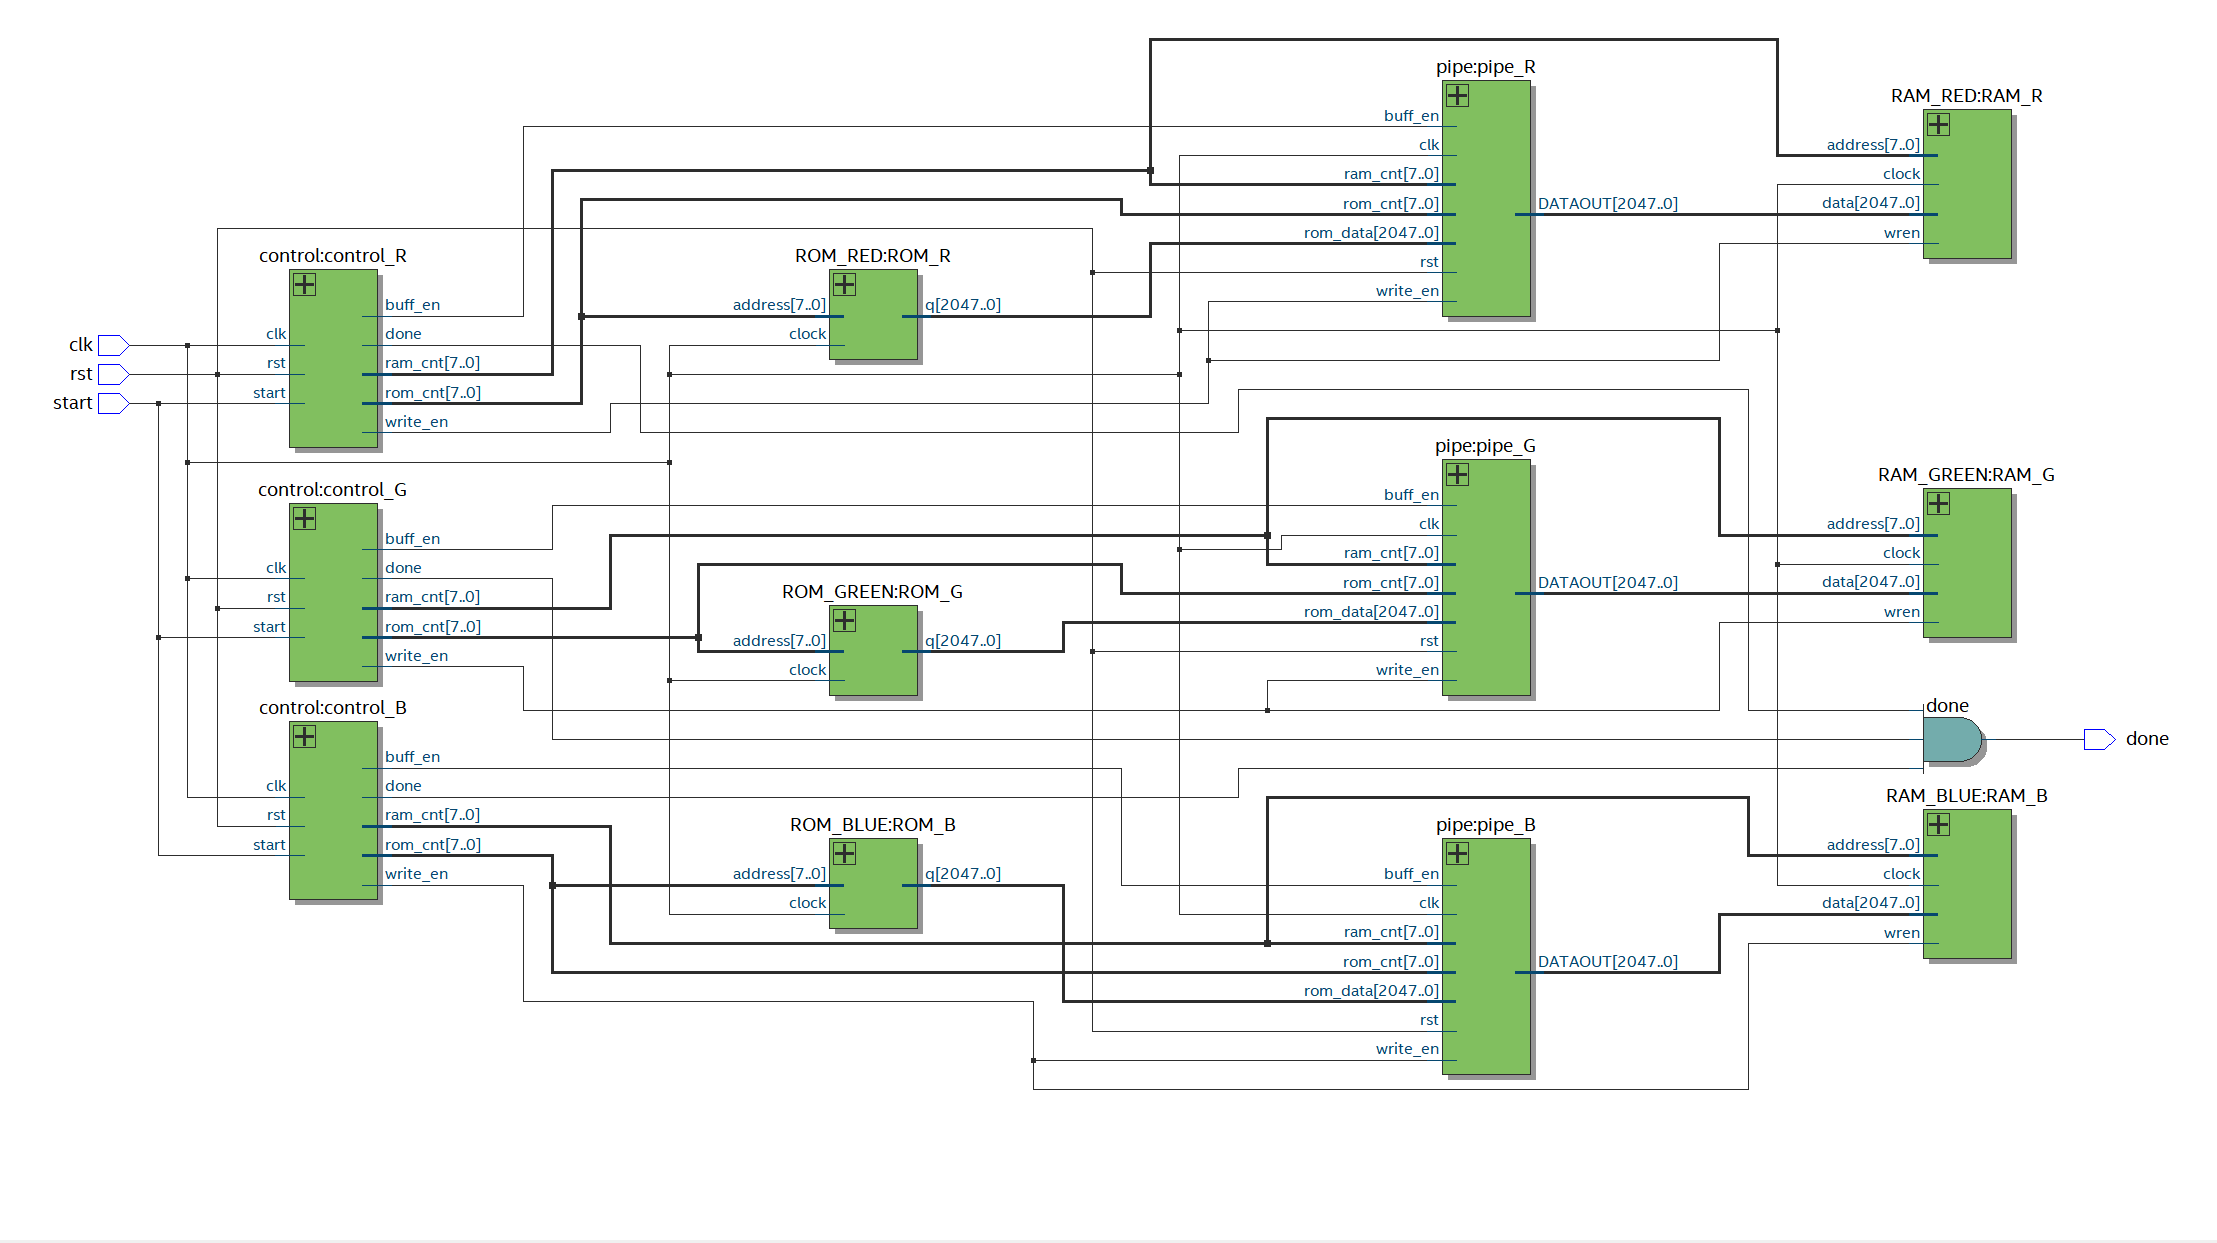 clk
rst
start
control:control_R
clk
rst
start
buff_en
done
ram_cnt[7..0]
rom_cnt[7..0]
write_en
control:control_G
clk
rst
start
buff_en
done
ram_cnt[7..0]
rom_cnt[7..0]
write_en
control:control_B
clk
rst
start
buff_en
done
ram_cnt[7..0]
rom_cnt[7..0]
write_en
ROM_RED:ROM_R
address[7..0]
clock
q[2047..0]
ROM_GREEN:ROM_G
address[7..0]
clock
q[2047..0]
ROM_BLUE:ROM_B
address[7..0]
clock
q[2047..0]
pipe:pipe_R
buff_en
clk
ram_cnt[7..0]
rom_cnt[7..0]
rom_data[2047..0]
rst
write_en
DATAOUT[2047..0]
pipe:pipe_G
buff_en
clk
ram_cnt[7..0]
rom_cnt[7..0]
rom_data[2047..0]
rst
write_en
DATAOUT[2047..0]
pipe:pipe_B
buff_en
clk
ram_cnt[7..0]
rom_cnt[7..0]
rom_data[2047..0]
rst
write_en
DATAOUT[2047..0]
RAM_RED:RAM_R
address[7..0]
clock
data[2047..0]
wren
RAM_GREEN:RAM_G
address[7..0]
clock
data[2047..0]
wren
done
done
RAM_BLUE:RAM_B
address[7..0]
clock
data[2047..0]
wren